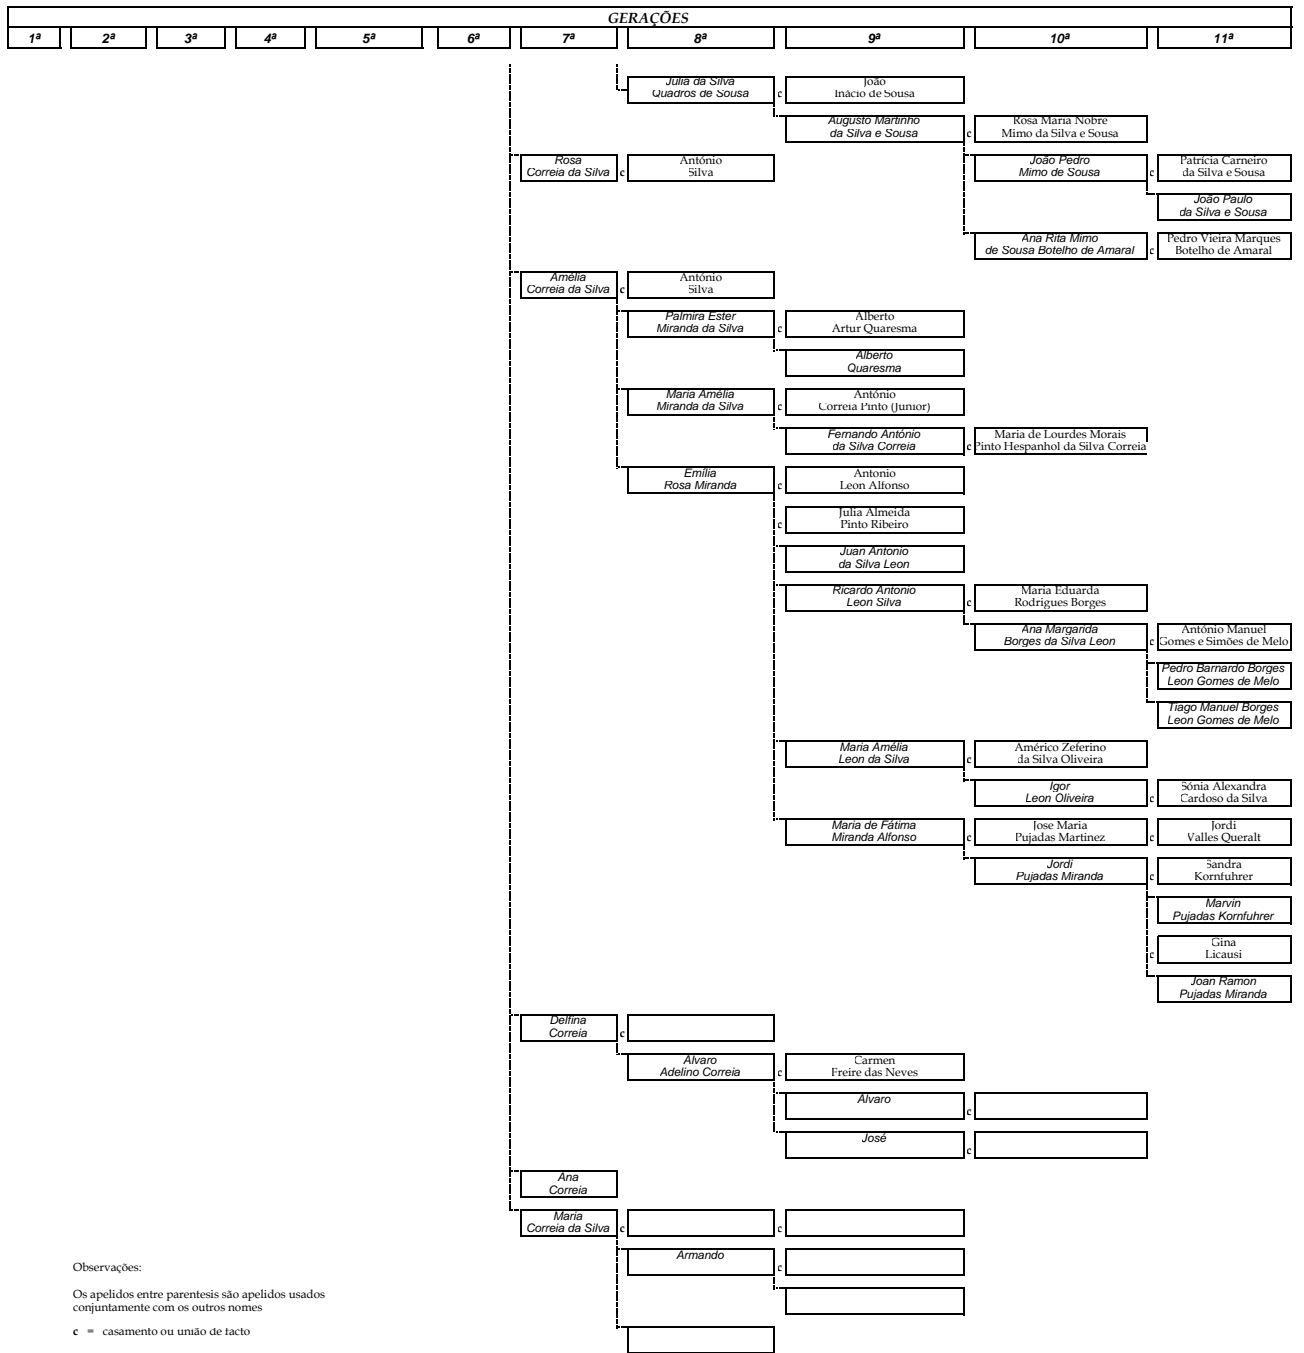 GERAÇÕES
1ª 2ª 3ª 4ª 5ª 6ª 7ª 8ª 9ª 10ª 11ª
Júlia da Silva
Quadros de Sousa
c
João
Inácio de Sousa
Augusto Martinho
da Silva e Sousa
c
Rosa Maria Nobre
Mimo da Silva e Sousa
Rosa
Correia da Silva
c
António
Silva
João Pedro
Mimo de Sousa
c
Patrícia Carneiro
da Silva e Sousa
João Paulo
da Silva e Sousa
Ana Rita Mimo
de Sousa Botelho de Amaral
c
Pedro Vieira Marques
Botelho de Amaral
Amélia
Correia da Silva
c
António
Silva
Palmira Ester
Miranda da Silva
c
Alberto
Artur Quaresma
Alberto
Quaresma
Maria Amélia
Miranda da Silva
c
António
Correia Pinto (Júnior)
Fernando António
da Silva Correia
c
Maria de Lourdes Morais
Pinto Hespanhol da Silva Correia
Emília
Rosa Miranda
c
Antonio
Leon Alfonso
c
Julia Almeida
Pinto Ribeiro
Juan Antonio
da Silva Leon
Ricardo Antonio
Leon Silva
c
Maria Eduarda
Rodrigues Borges
Ana Margarida
Borges da Silva Leon
c
António Manuel
Gomes e Simões de Melo
Pedro Barnardo Borges
Leon Gomes de Melo
Tiago Manuel Borges
Leon Gomes de Melo
Maria Amélia
Leon da Silva
c
Américo Zeferino
da Silva Oliveira
Igor
Leon Oliveira
c
Sónia Alexandra
Cardoso da Silva
Maria de Fátima
Miranda Alfonso
c
Jose Maria
Pujadas Martinez
c
Jordi
Valles Queralt
Jordi
Pujadas Miranda
c
Sandra
Kornfuhrer
Marvin
Pujadas Kornfuhrer
c
Gina
Licausi
Joan Ramon
Pujadas Miranda
Delfina
Correia
c
Álvaro
Adelino Correia
c
Carmen
Freire das Neves
Álvaro
c
José
c
Ana
Correia
Maria
Correia da Silva
c
c
Armando
c
Observações:
Os apelidos entre parentesis são apelidos usados
conjuntamente com os outros nomes
c = casamento ou união de facto